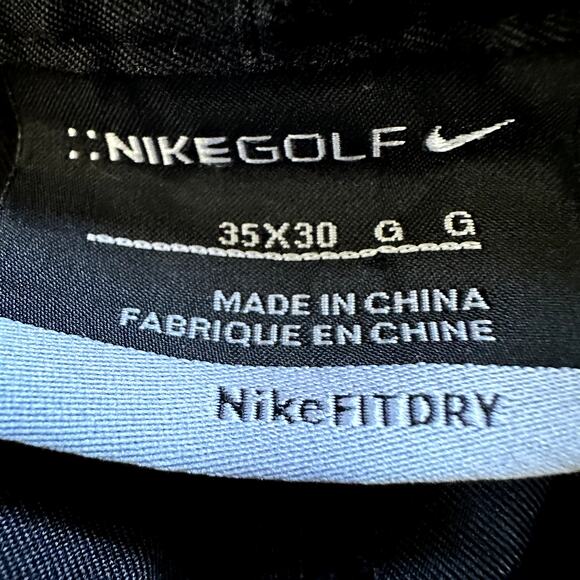 NIKEGOLF
35X30 G G
MADE IN CHINA
FABRIQUE EN CHINE
NikeFITDRY